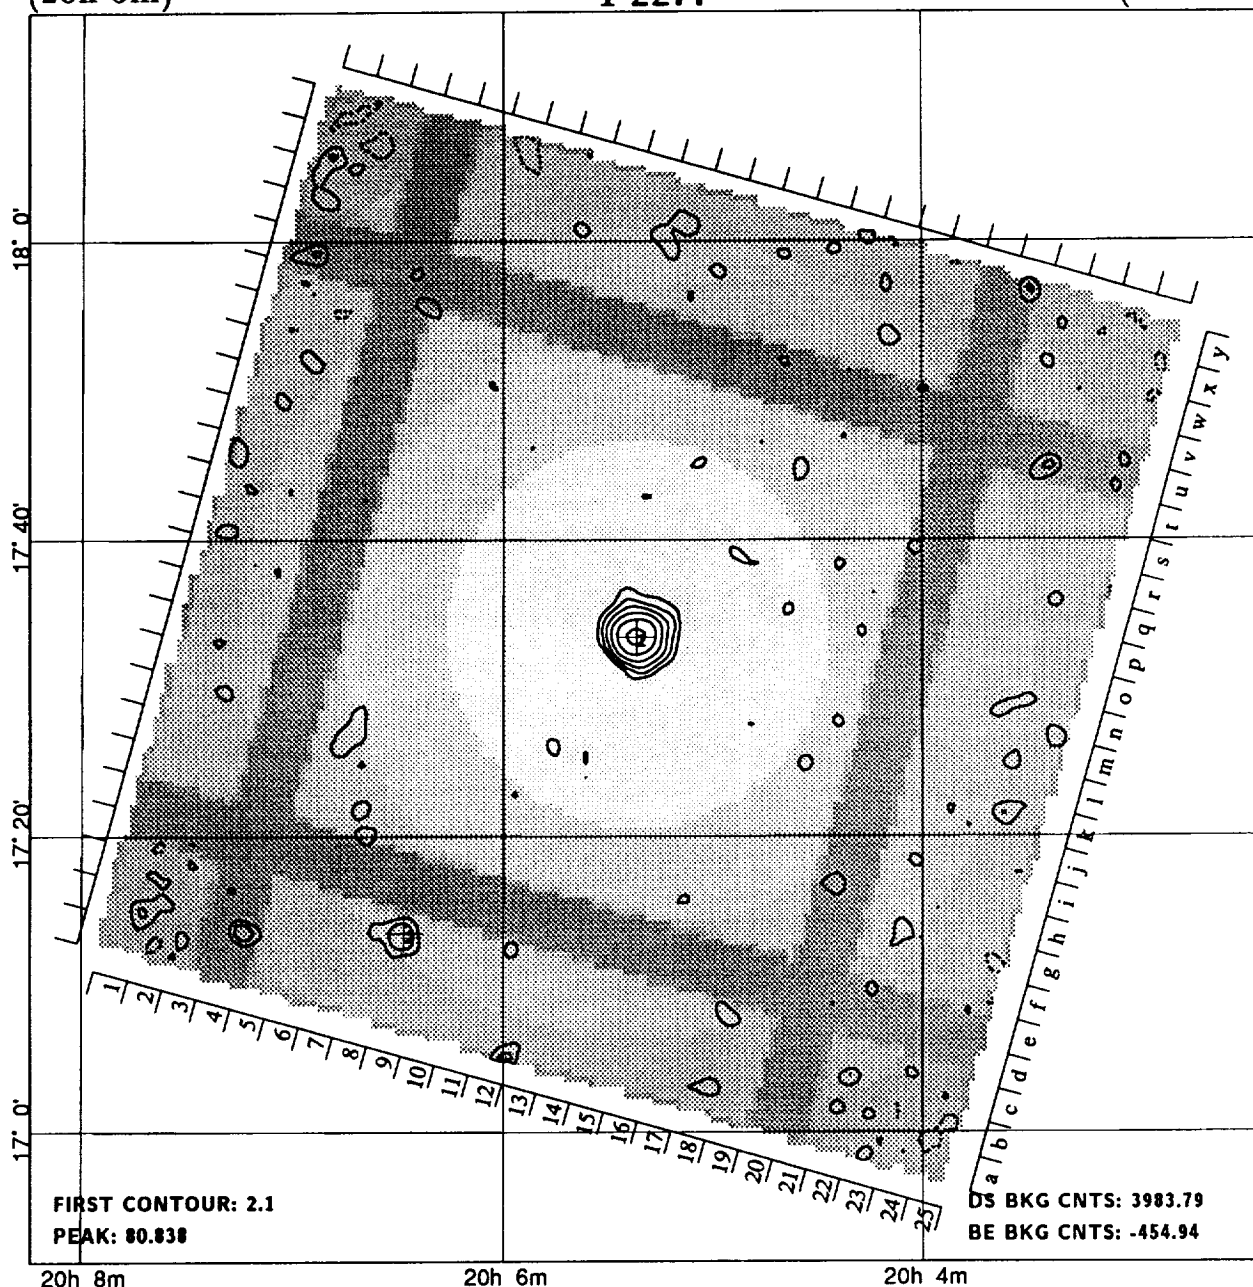 18° 0'
17° 40'
17° 20'
17° 0'
a b c d e f g h i j k l m n o p q r s t u v w x y
1 2 3 4 5 6 7 8 9 10 11 12 13 14 15 16 17 18 19 20 21 22 23 24 25
FIRST CONTOUR: 2.1
PEAK: 80.838
DS BKG CNTS: 3983.79
BE BKG CNTS: -454.94
20h 8m 20h 6m 20h 4m